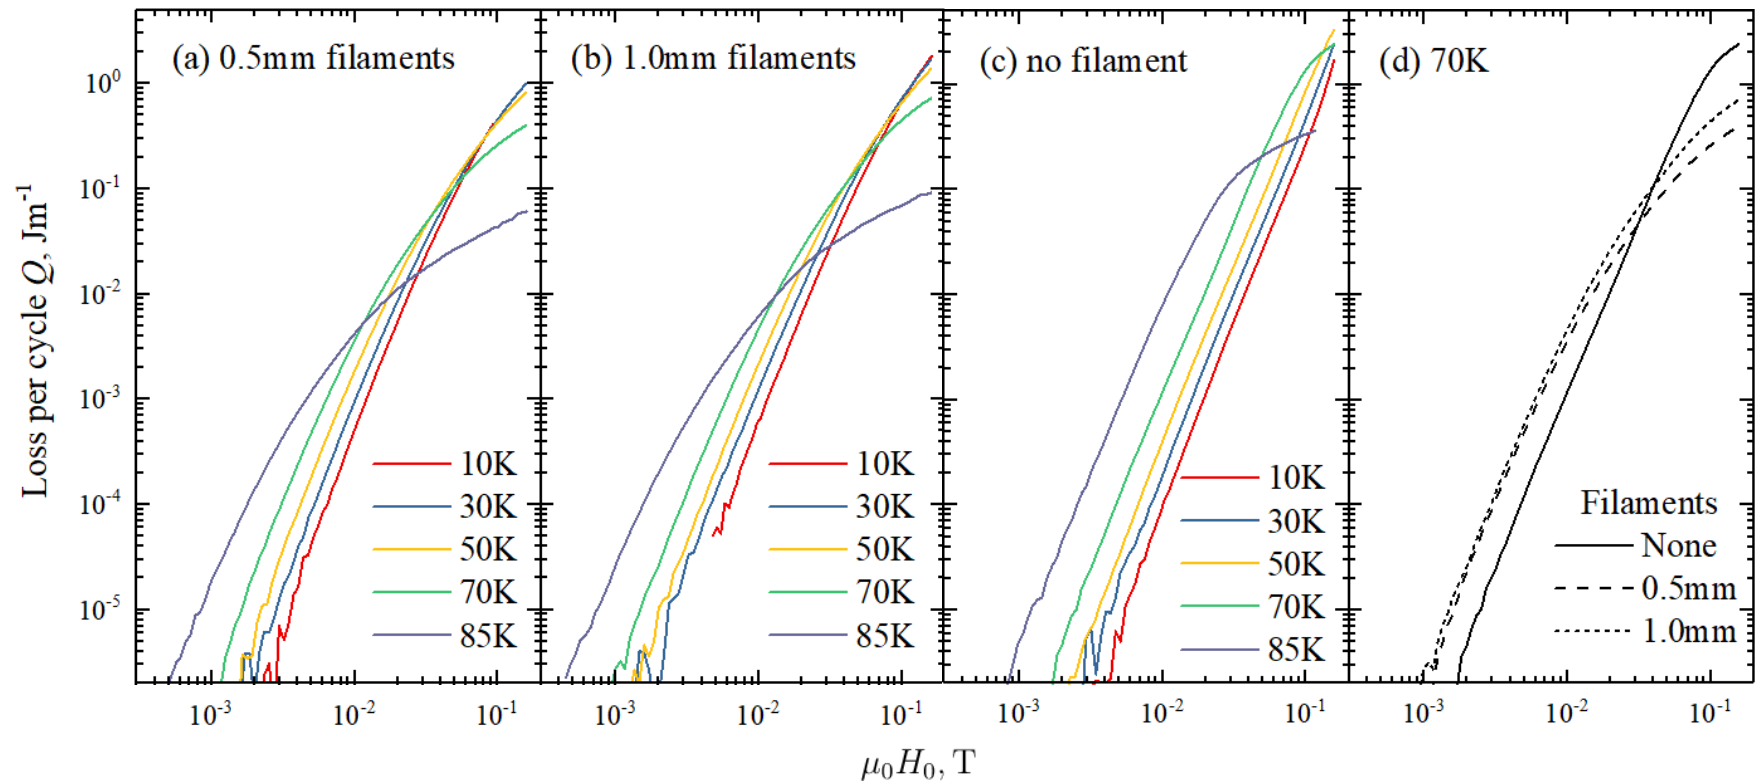 Loss per cycle Q, Jm⁻¹
10⁰
10⁻¹
10⁻²
10⁻³
10⁻⁴
10⁻⁵
(a) 0.5mm filaments
10K
30K
50K
70K
85K
10⁻³ 10⁻² 10⁻¹
(b) 1.0mm filaments
10K
30K
50K
70K
85K
10⁻³ 10⁻² 10⁻¹
(c) no filament
10K
30K
50K
70K
85K
10⁻³ 10⁻² 10⁻¹
(d) 70K
Filaments
None
0.5mm
1.0mm
10⁻³ 10⁻² 10⁻¹
μ₀H₀, T